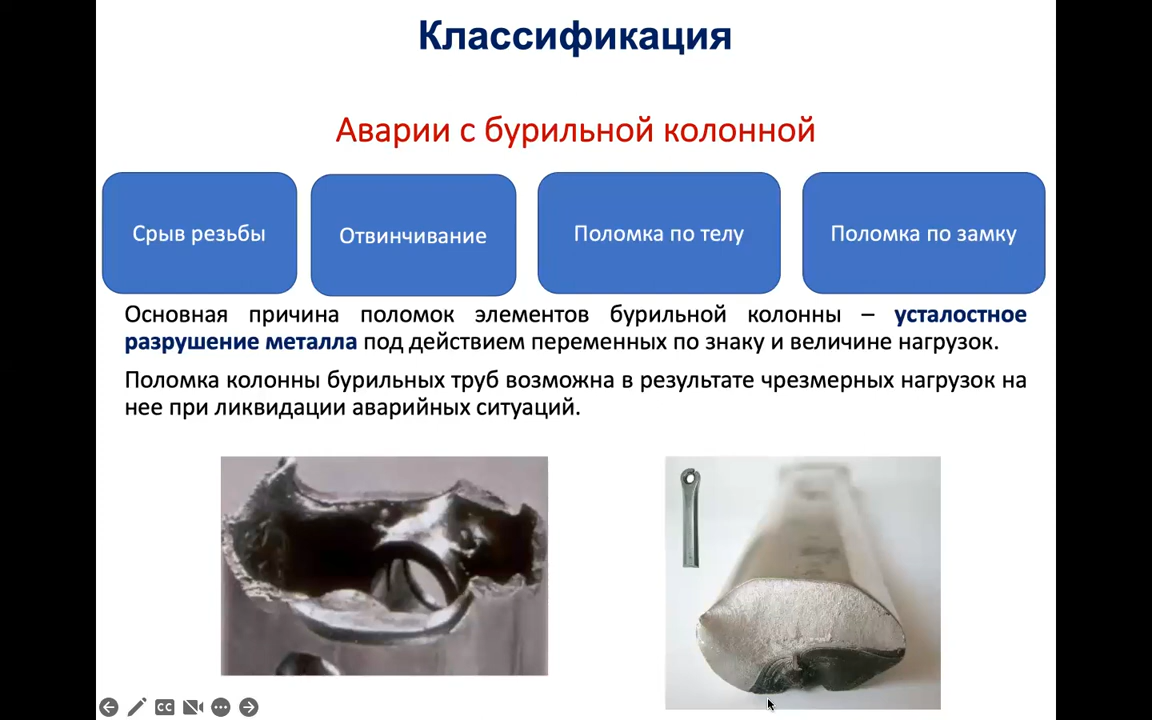 Классификация
Аварии с бурильной колонной
Срыв резьбы
Отвинчивание
Поломка по телу
Поломка по замку
Основная причина поломок элементов бурильной колонны – усталостное
разрушение металла под действием переменных по знаку и величине нагрузок.
Поломка колонны бурильных труб возможна в результате чрезмерных нагрузок на
нее при ликвидации аварийных ситуаций.
CC